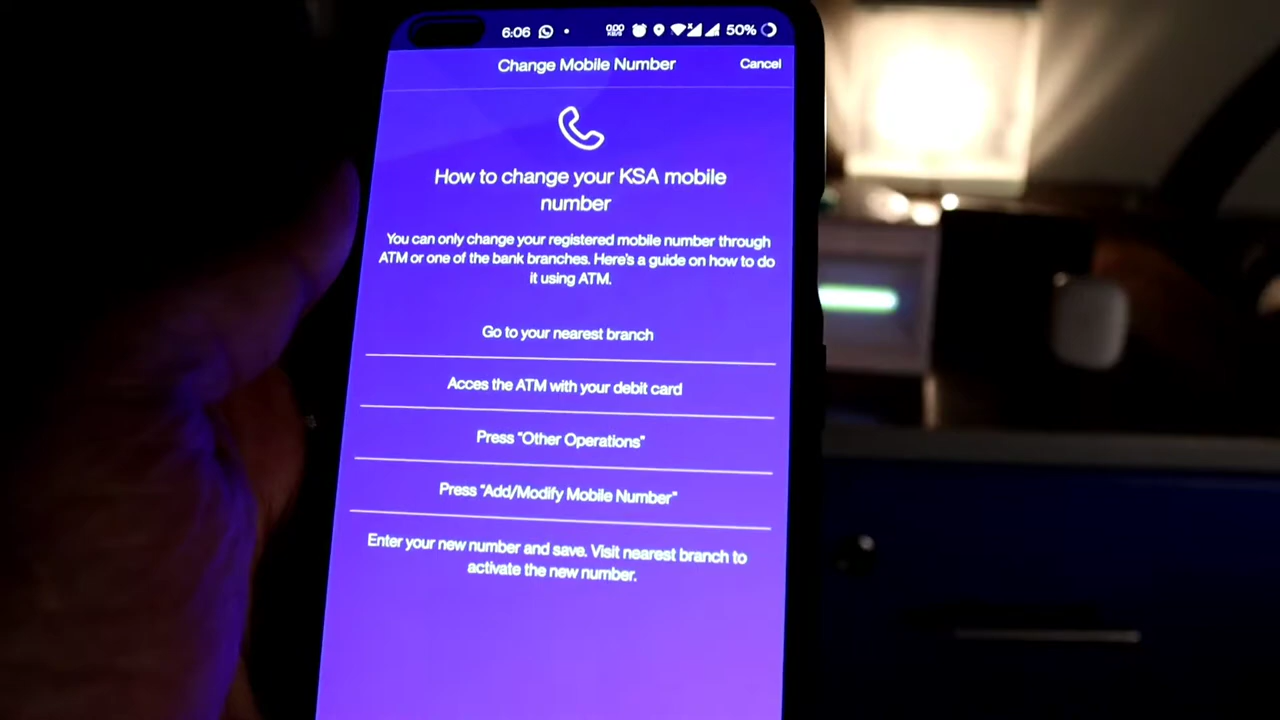 6:06 0.00 KB/S 50%
Change Mobile Number Cancel
How to change your KSA mobile
number
You can only change your registered mobile number through
ATM or one of the bank branches. Here's a guide on how to do
it using ATM.
Go to your nearest branch
Acces the ATM with your debit card
Press "Other Operations"
Press "Add/Modify Mobile Number"
Enter your new number and save. Visit nearest branch to
activate the new number.